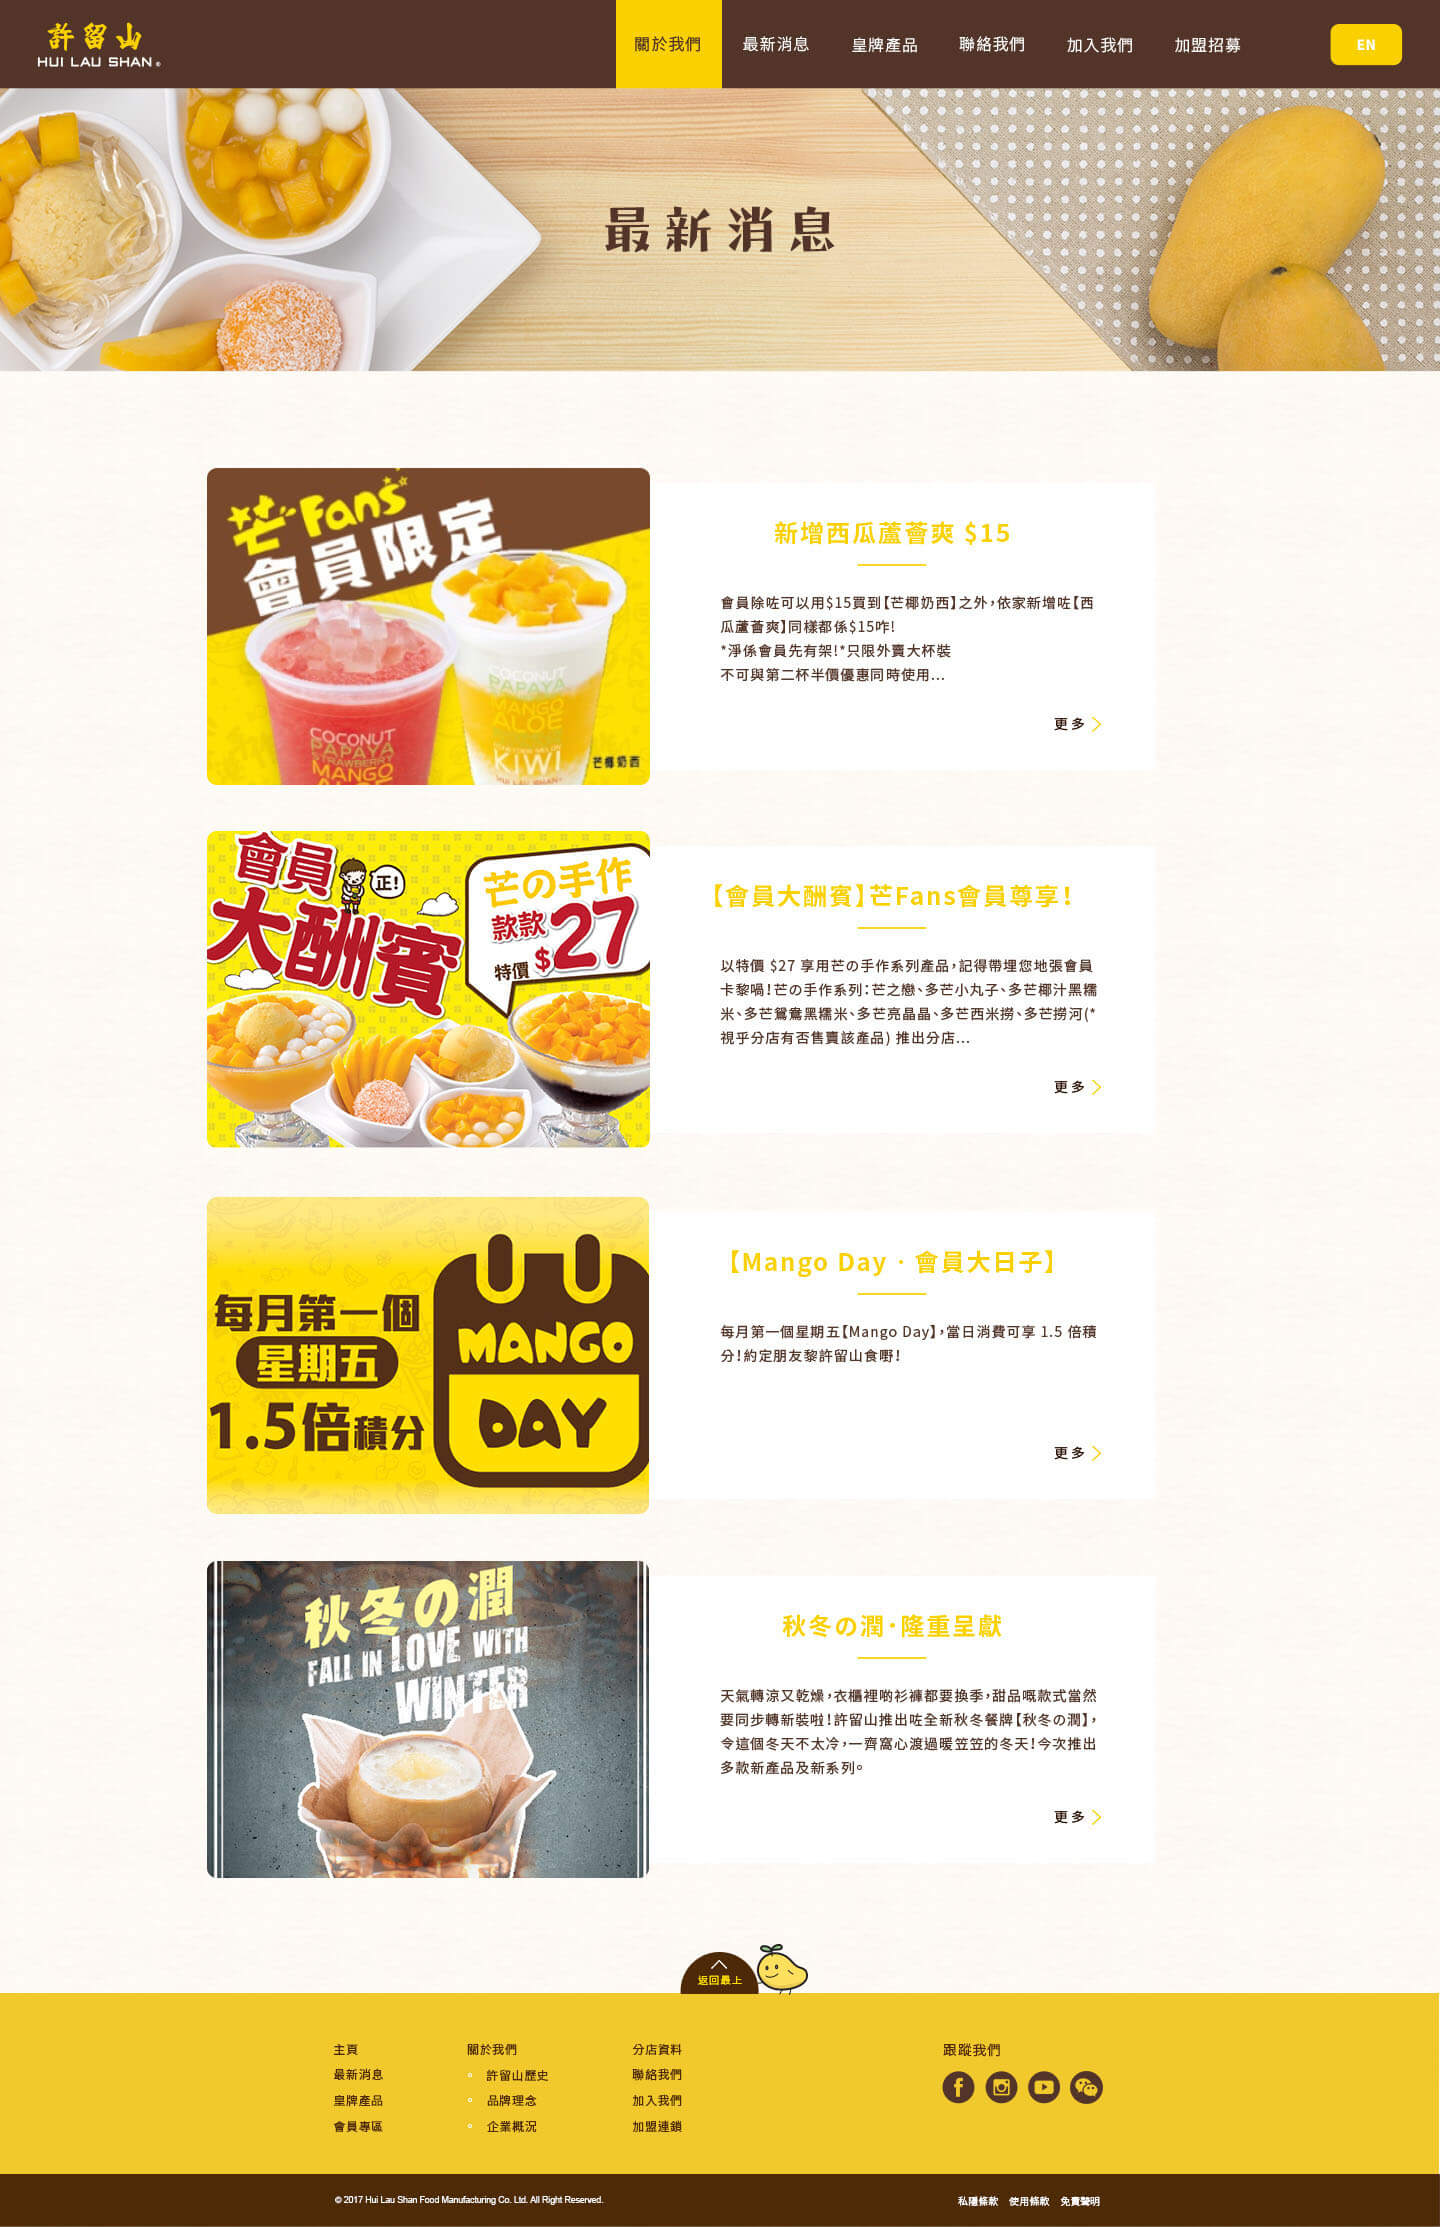 許留山
HUI LAU SHAN®
關於我們
最新消息
皇牌產品
聯絡我們
加入我們
加盟招募
EN
最新消息
芒Fans
會員限定
COCONUT
PAPAYA
STRAWBERRY
MANGO
ALOE
COCONUT
PAPAYA
MANGO
ALOE
KIWI
HUI LAU SHAN
芒椰奶西
新增西瓜蘆薈爽 $15
會員除咗可以用$15買到【芒椰奶西】之外，依家新增咗【西
瓜蘆薈爽】同樣都係$15咋!
*淨係會員先有架!*只限外賣大杯裝
不可與第二杯半價優惠同時使用...
更多
會員
大酬賓
正!
芒の手作
款款
特價 $27
【會員大酬賓】芒Fans會員尊享！
以特價 $27 享用芒の手作系列產品，記得帶埋您地張會員
卡黎喎！芒の手作系列：芒之戀、多芒小丸子、多芒椰汁黑糯
米、多芒鴛鴦黑糯米、多芒亮晶晶、多芒西米撈、多芒撈河(*
視乎分店有否售賣該產品) 推出分店...
更多
每月第一個
星期五
1.5倍積分
MANGO
DAY
【Mango Day · 會員大日子】
每月第一個星期五【Mango Day】，當日消費可享 1.5 倍積
分！約定朋友黎許留山食嘢！
更多
秋冬の潤
FALL IN LOVE WITH
WINTER
秋冬の潤·隆重呈獻
天氣轉涼又乾燥，衣櫃裡啲衫褲都要換季，甜品嘅款式當然
要同步轉新裝啦！許留山推出咗全新秋冬餐牌【秋冬の潤】，
令這個冬天不太冷，一齊窩心渡過暖笠笠的冬天！今次推出
多款新產品及新系列。
更多
返回最上
主頁
最新消息
皇牌產品
會員專區
關於我們
許留山歷史
品牌理念
企業概況
分店資料
聯絡我們
加入我們
加盟連鎖
跟蹤我們
© 2017 Hui Lau Shan Food Manufacturing Co. Ltd. All Right Reserved.
私隱條款
使用條款
免責聲明